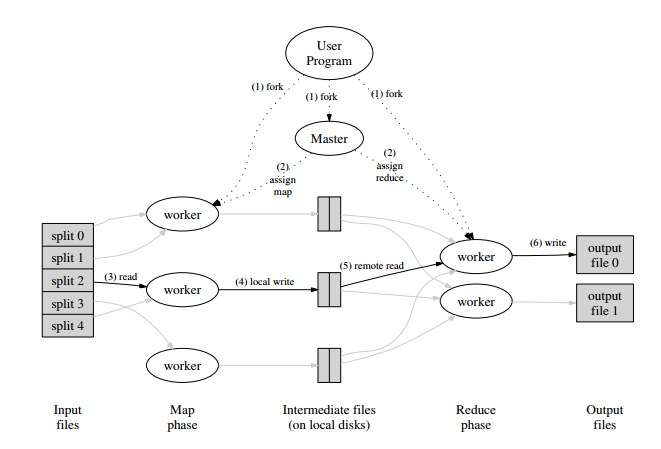 User
Program
(1) fork
(1) fork
(1) fork
Master
(2)
assign
map
(2)
assign
reduce
worker
split 0
split 1
split 2
split 3
split 4
(3) read
worker
(4) local write
(5) remote read
worker
(6) write
output
file 0
worker
output
file 1
worker
Input
files
Map
phase
Intermediate files
(on local disks)
Reduce
phase
Output
files